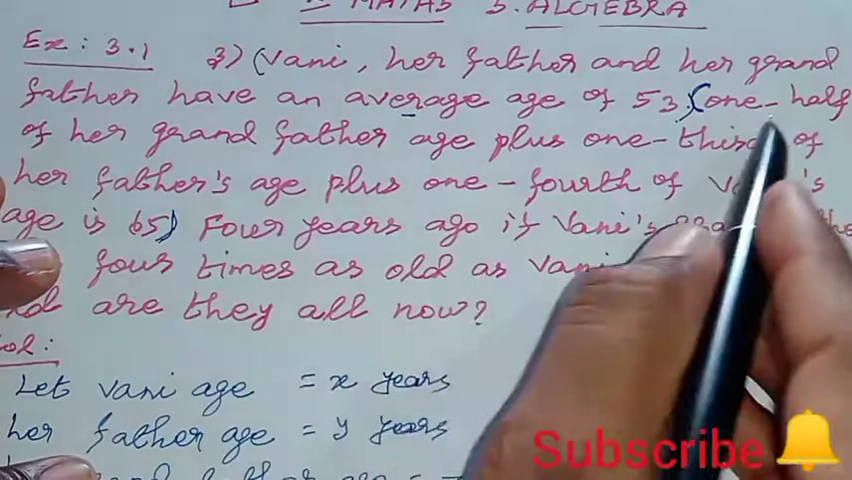 MATHS 3. ALGEBRA
Ex: 3.1 3) (Vani, her father and her grand
father have an average age of 53, (one-half
of her grand father age plus one-third of
her father's age plus one-fourth of
age is 65) Four years ago if Vani's
four times as old as Vani
are they all now?
Let Vani age = x years
her father age = y years
Subscribe